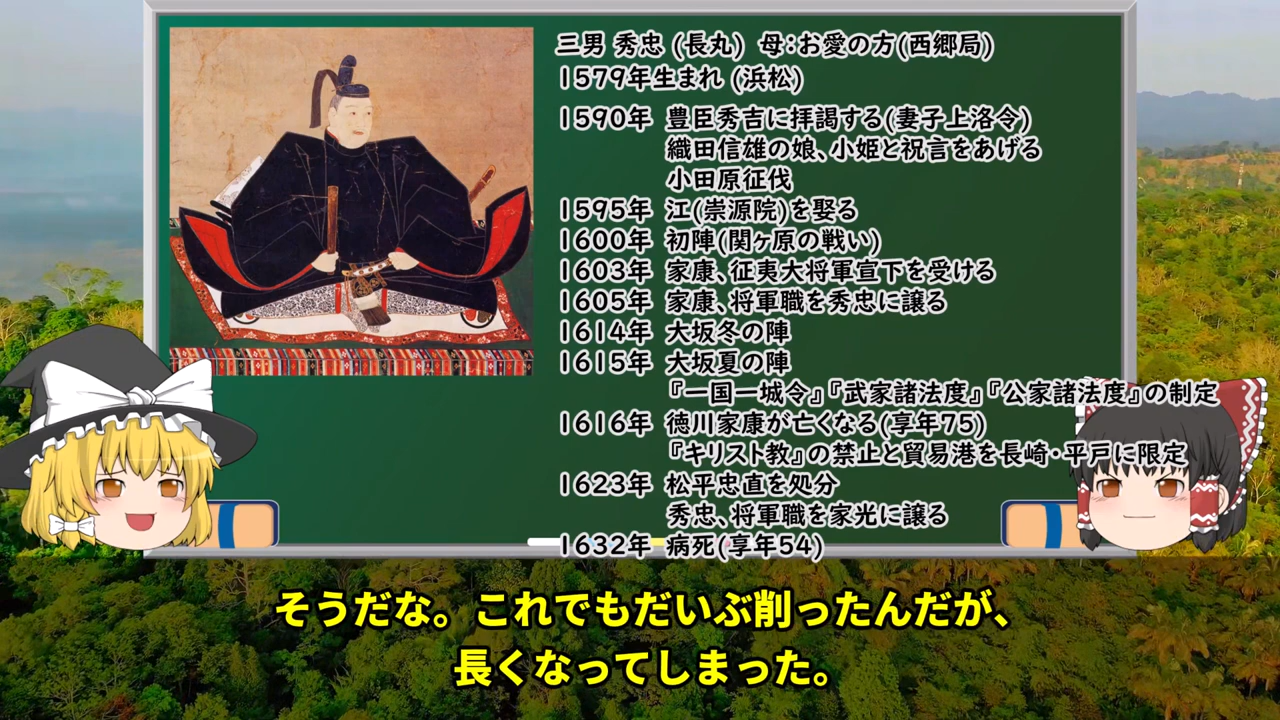 三男 秀忠 (長丸) 母:お愛の方(西郷局)
1579年生まれ (浜松)
1590年 豊臣秀吉に拝謁する(妻子上洛令)
織田信雄の娘、小姫と祝言をあげる
小田原征伐
1595年 江(崇源院)を娶る
1600年 初陣(関ヶ原の戦い)
1603年 家康、征夷大将軍宣下を受ける
1605年 家康、将軍職を秀忠に譲る
1614年 大坂冬の陣
1615年 大坂夏の陣
『一国一城令』『武家諸法度』『公家諸法度』の制定
1616年 徳川家康が亡くなる(享年75)
『キリスト教』の禁止と貿易港を長崎・平戸に限定
1623年 松平忠直を処分
秀忠、将軍職を家光に譲る
1632年 病死(享年54)
そうだな。これでもだいぶ削ったんだが、
長くなってしまった。